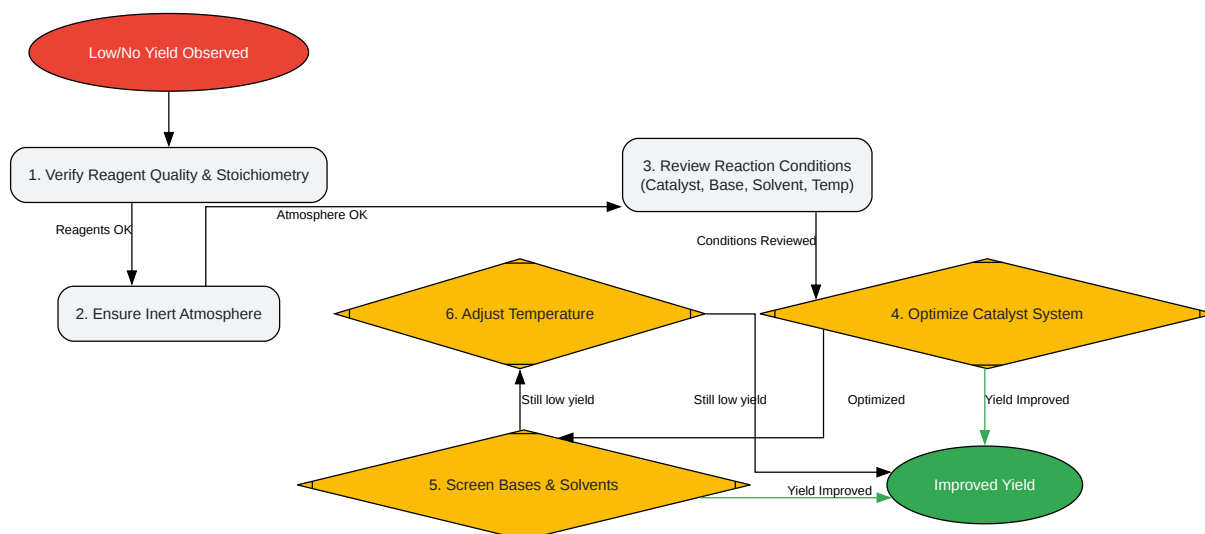 Low/No Yield Observed
1. Verify Reagent Quality & Stoichiometry
3. Review Reaction Conditions
(Catalyst, Base, Solvent, Temp)
Reagents OK
Atmosphere OK
Conditions Reviewed
2. Ensure Inert Atmosphere
6. Adjust Temperature
4. Optimize Catalyst System
Still low yield
Still low yield
Optimized
Yield Improved
5. Screen Bases & Solvents
Yield Improved
Improved Yield